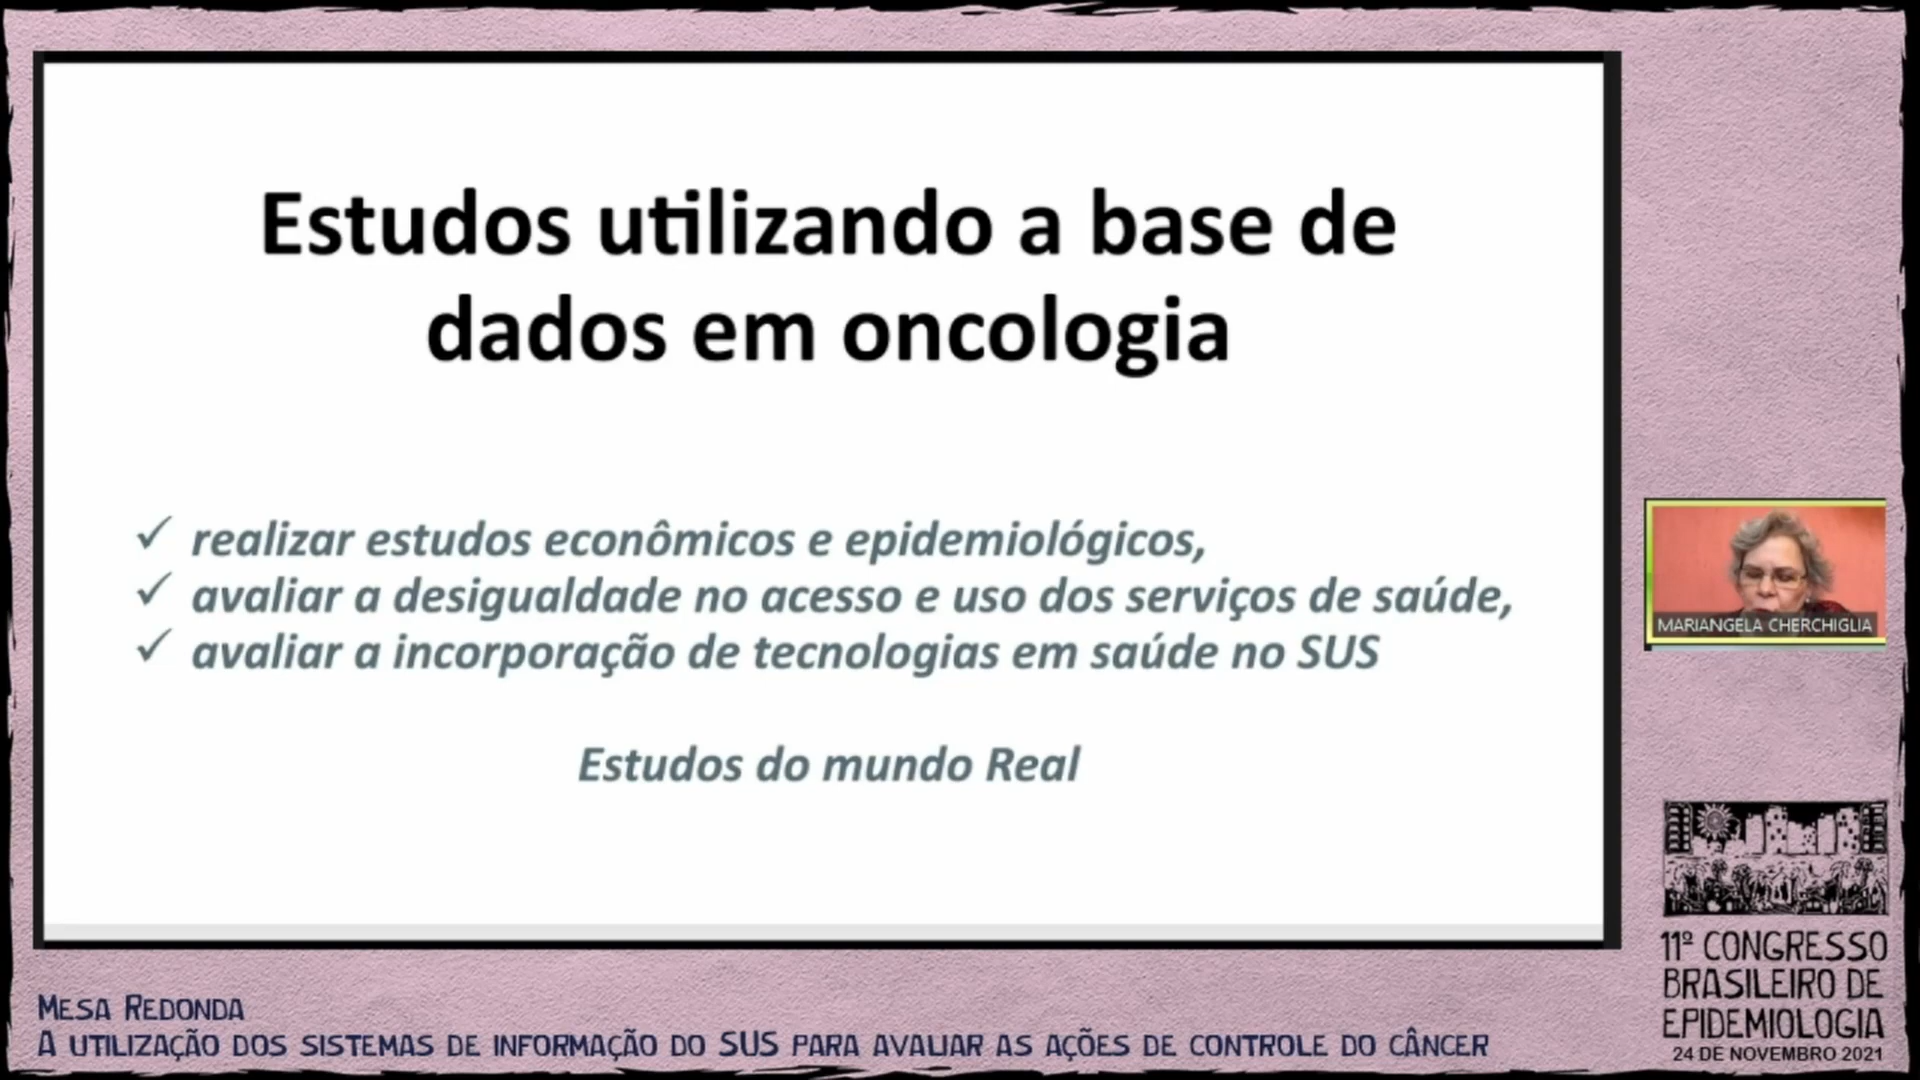 Estudos utilizando a base de
dados em oncologia
✓ realizar estudos econômicos e epidemiológicos,
✓ avaliar a desigualdade no acesso e uso dos serviços de saúde,
✓ avaliar a incorporação de tecnologias em saúde no SUS
Estudos do mundo Real
MARIANGELA CHERCHIGLIA
11º CONGRESSO
BRASILEIRO DE
EPIDEMIOLOGIA
24 DE NOVEMBRO 2021
MESA REDONDA
A UTILIZAÇÃO DOS SISTEMAS DE INFORMAÇÃO DO SUS PARA AVALIAR AS AÇÕES DE CONTROLE DO CÂNCER